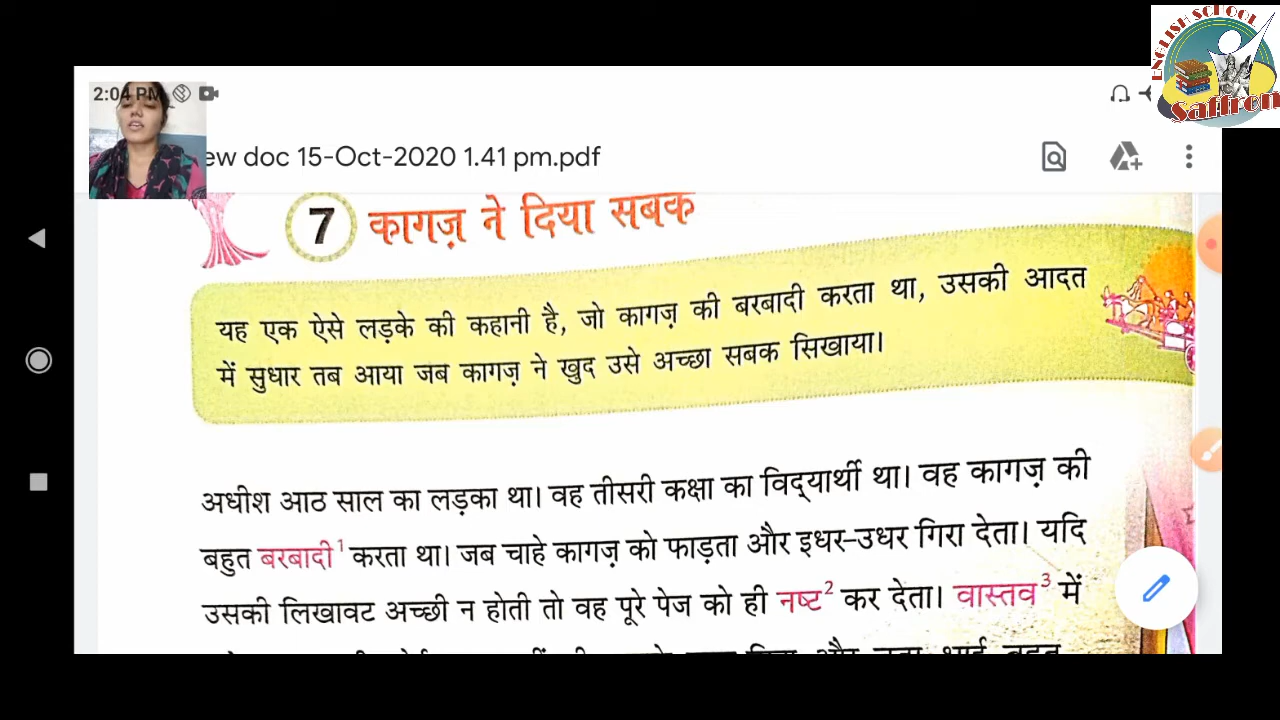 ENGLISH SCHOOL
Saffron
2:04 PM
ew doc 15-Oct-2020 1.41 pm.pdf
7 कागज़ ने दिया सबक
यह एक ऐसे लड़के की कहानी है, जो कागज़ की बरबादी करता था, उसकी आदत
में सुधार तब आया जब कागज़ ने खुद उसे अच्छा सबक सिखाया।
अधीश आठ साल का लड़का था। वह तीसरी कक्षा का विद्‌यार्थी था। वह कागज़ की
बहुत बरबादी¹ करता था। जब चाहे कागज़ को फाड़ता और इधर-उधर गिरा देता। यदि
उसकी लिखावट अच्छी न होती तो वह पूरे पेज को ही नष्ट² कर देता। वास्तव³ में